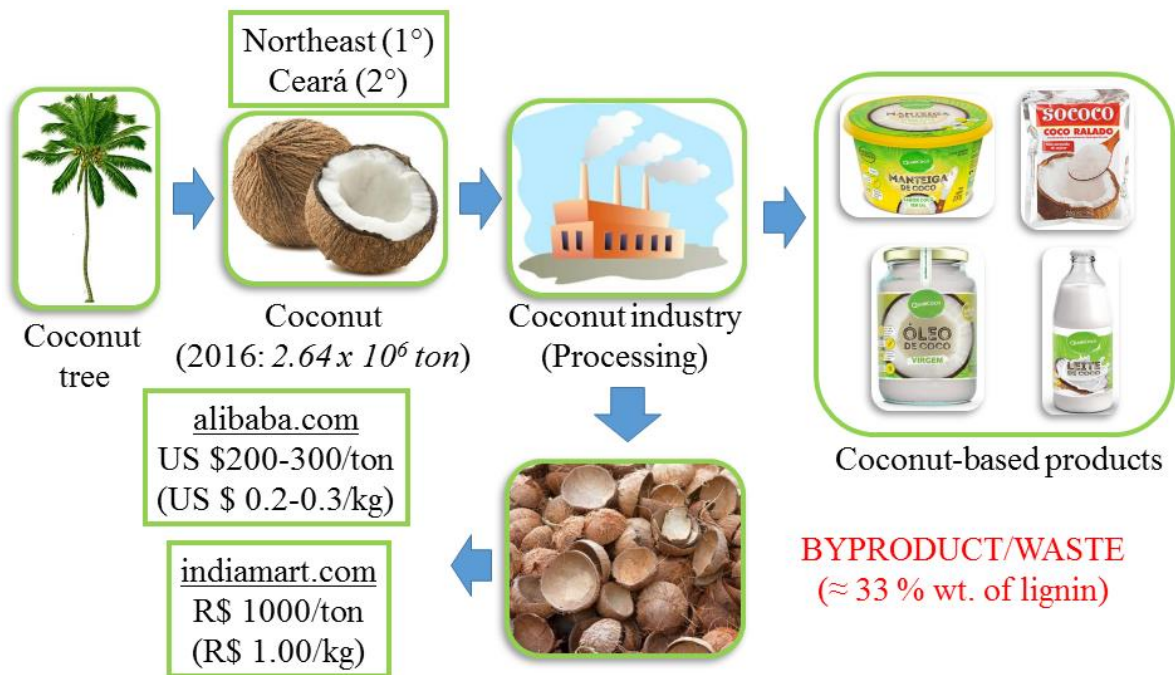 Northeast (1°)
Ceará (2°)
Coconut
tree
Coconut
(2016: 2.64 x 10⁶ ton)
Coconut industry
(Processing)
MANTEIGA
MANTEIGA
DE COCO
SOCOCO
COCO RALADO
ÓLEO
DE COCO
VIRGEM
LEITE
DE COCO
Coconut-based products
alibaba.com
US $200-300/ton
(US $ 0.2-0.3/kg)
indiamart.com
R$ 1000/ton
(R$ 1.00/kg)
BYPRODUCT/WASTE
(≈ 33 % wt. of lignin)